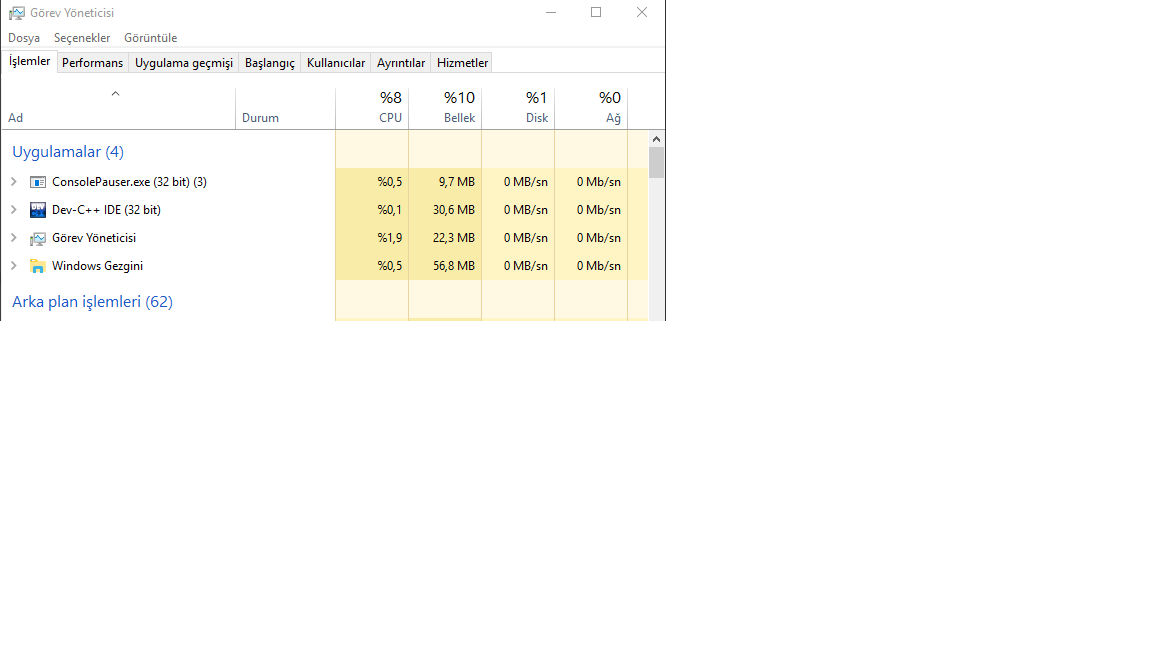 Görev Yöneticisi
Dosya Seçenekler Görüntüle
İşlemler Performans Uygulama geçmişi Başlangıç Kullanıcılar Ayrıntılar Hizmetler
%8 %10 %1 %0
Ad Durum CPU Bellek Disk Ağ
Uygulamalar (4)
ConsolePauser.exe (32 bit) (3) %0,5 9,7 MB 0 MB/sn 0 Mb/sn
Dev-C++ IDE (32 bit) %0,1 30,6 MB 0 MB/sn 0 Mb/sn
Görev Yöneticisi %1,9 22,3 MB 0 MB/sn 0 Mb/sn
Windows Gezgini %0,5 56,8 MB 0 MB/sn 0 Mb/sn
Arka plan işlemleri (62)